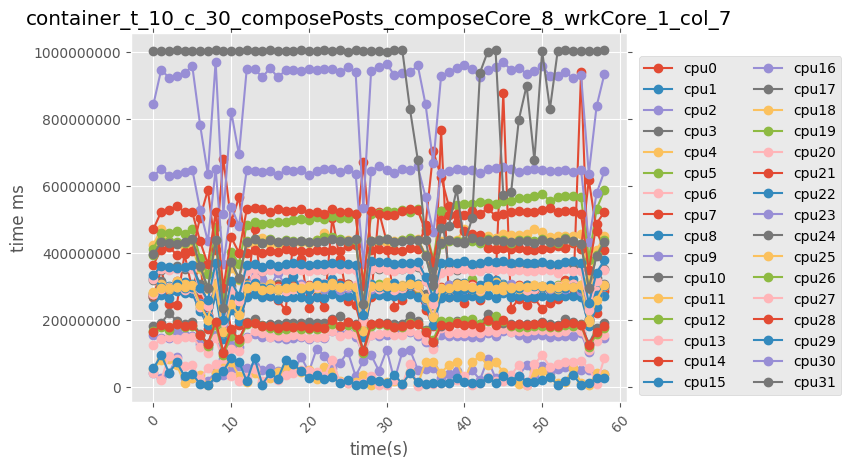 container_t_10_c_30_composePosts_composeCore_8_wrkCore_1_col_7
1000000000
800000000
600000000
400000000
200000000
0
time ms
0
10
20
30
40
50
60
time(s)
cpu0
cpu1
cpu2
cpu3
cpu4
cpu5
cpu6
cpu7
cpu8
cpu9
cpu10
cpu11
cpu12
cpu13
cpu14
cpu15
cpu16
cpu17
cpu18
cpu19
cpu20
cpu21
cpu22
cpu23
cpu24
cpu25
cpu26
cpu27
cpu28
cpu29
cpu30
cpu31